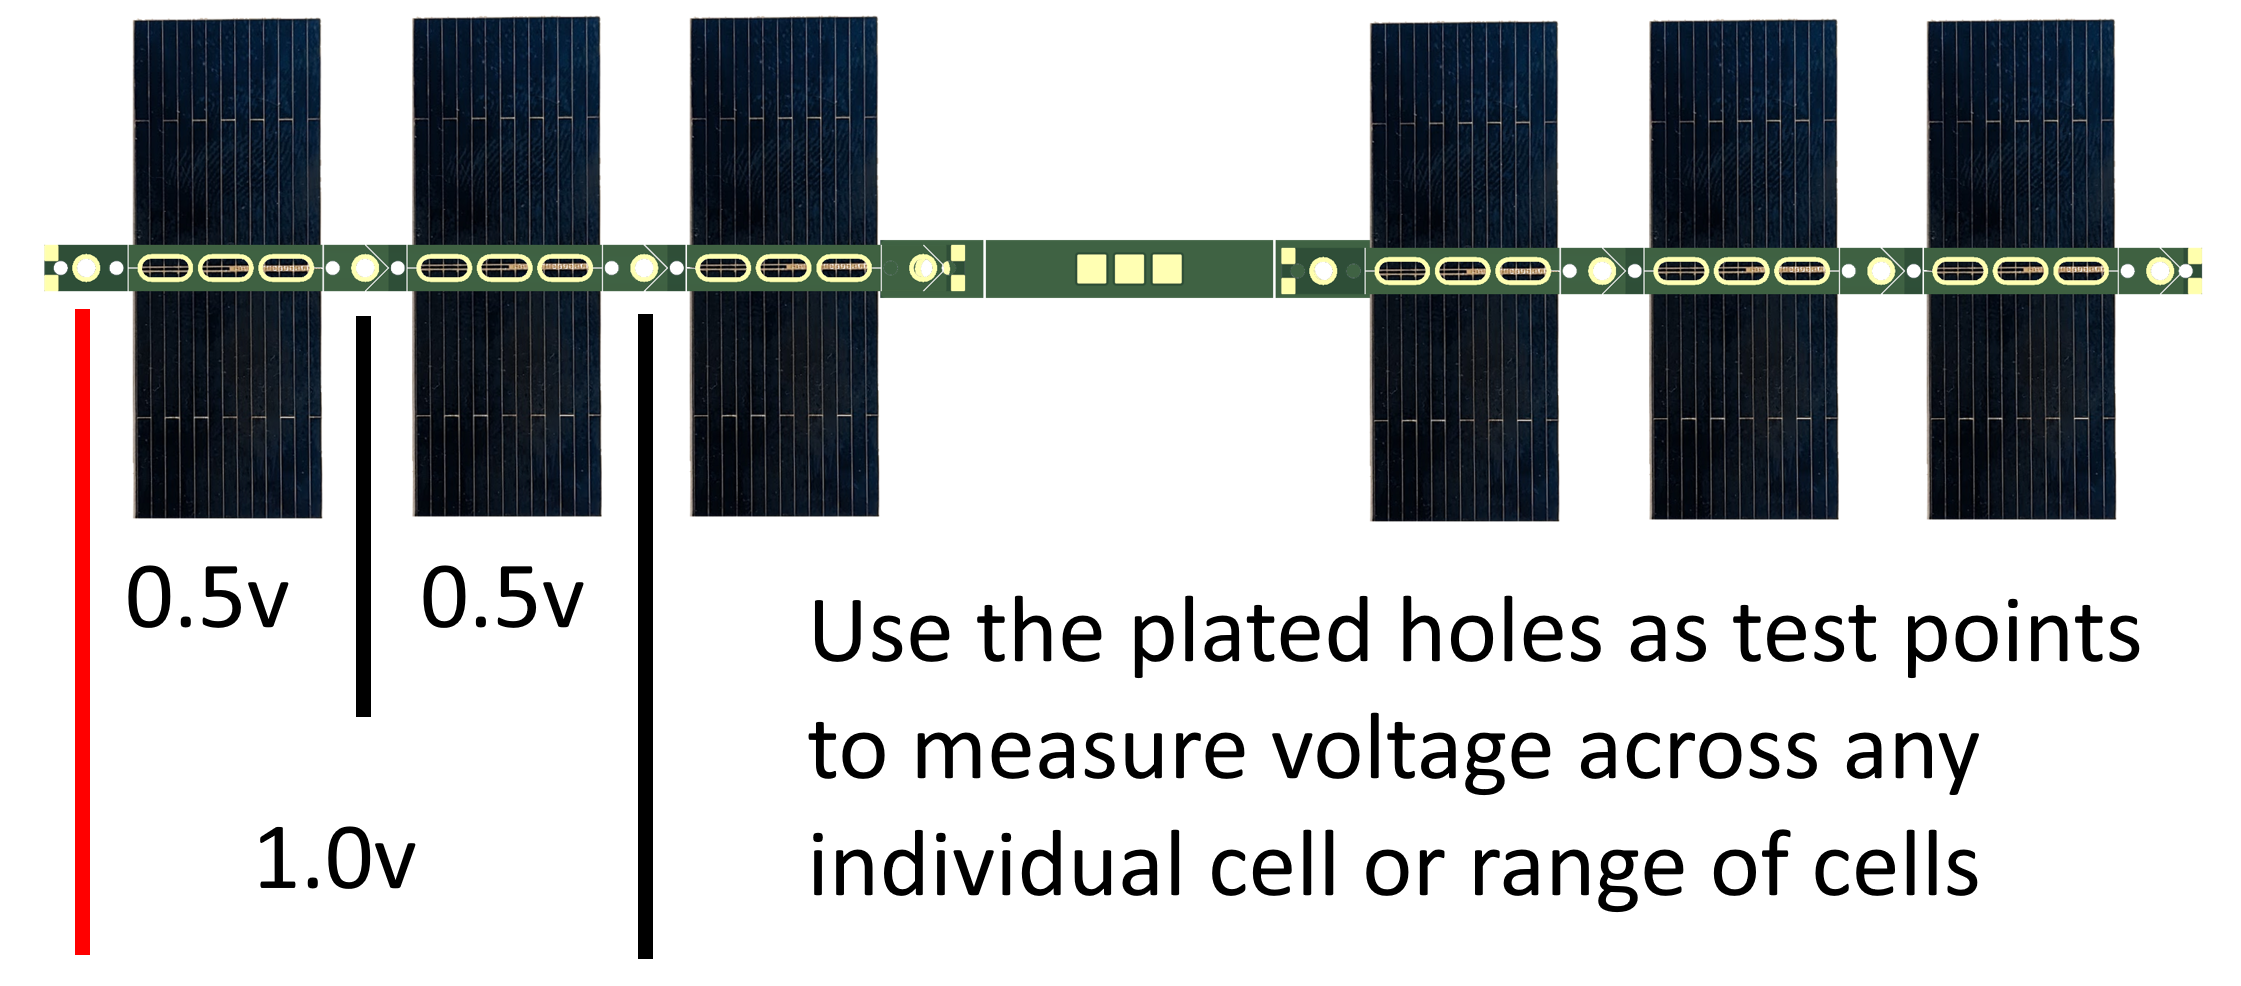 0.5v 0.5v
1.0v
Use the plated holes as test points
to measure voltage across any
individual cell or range of cells